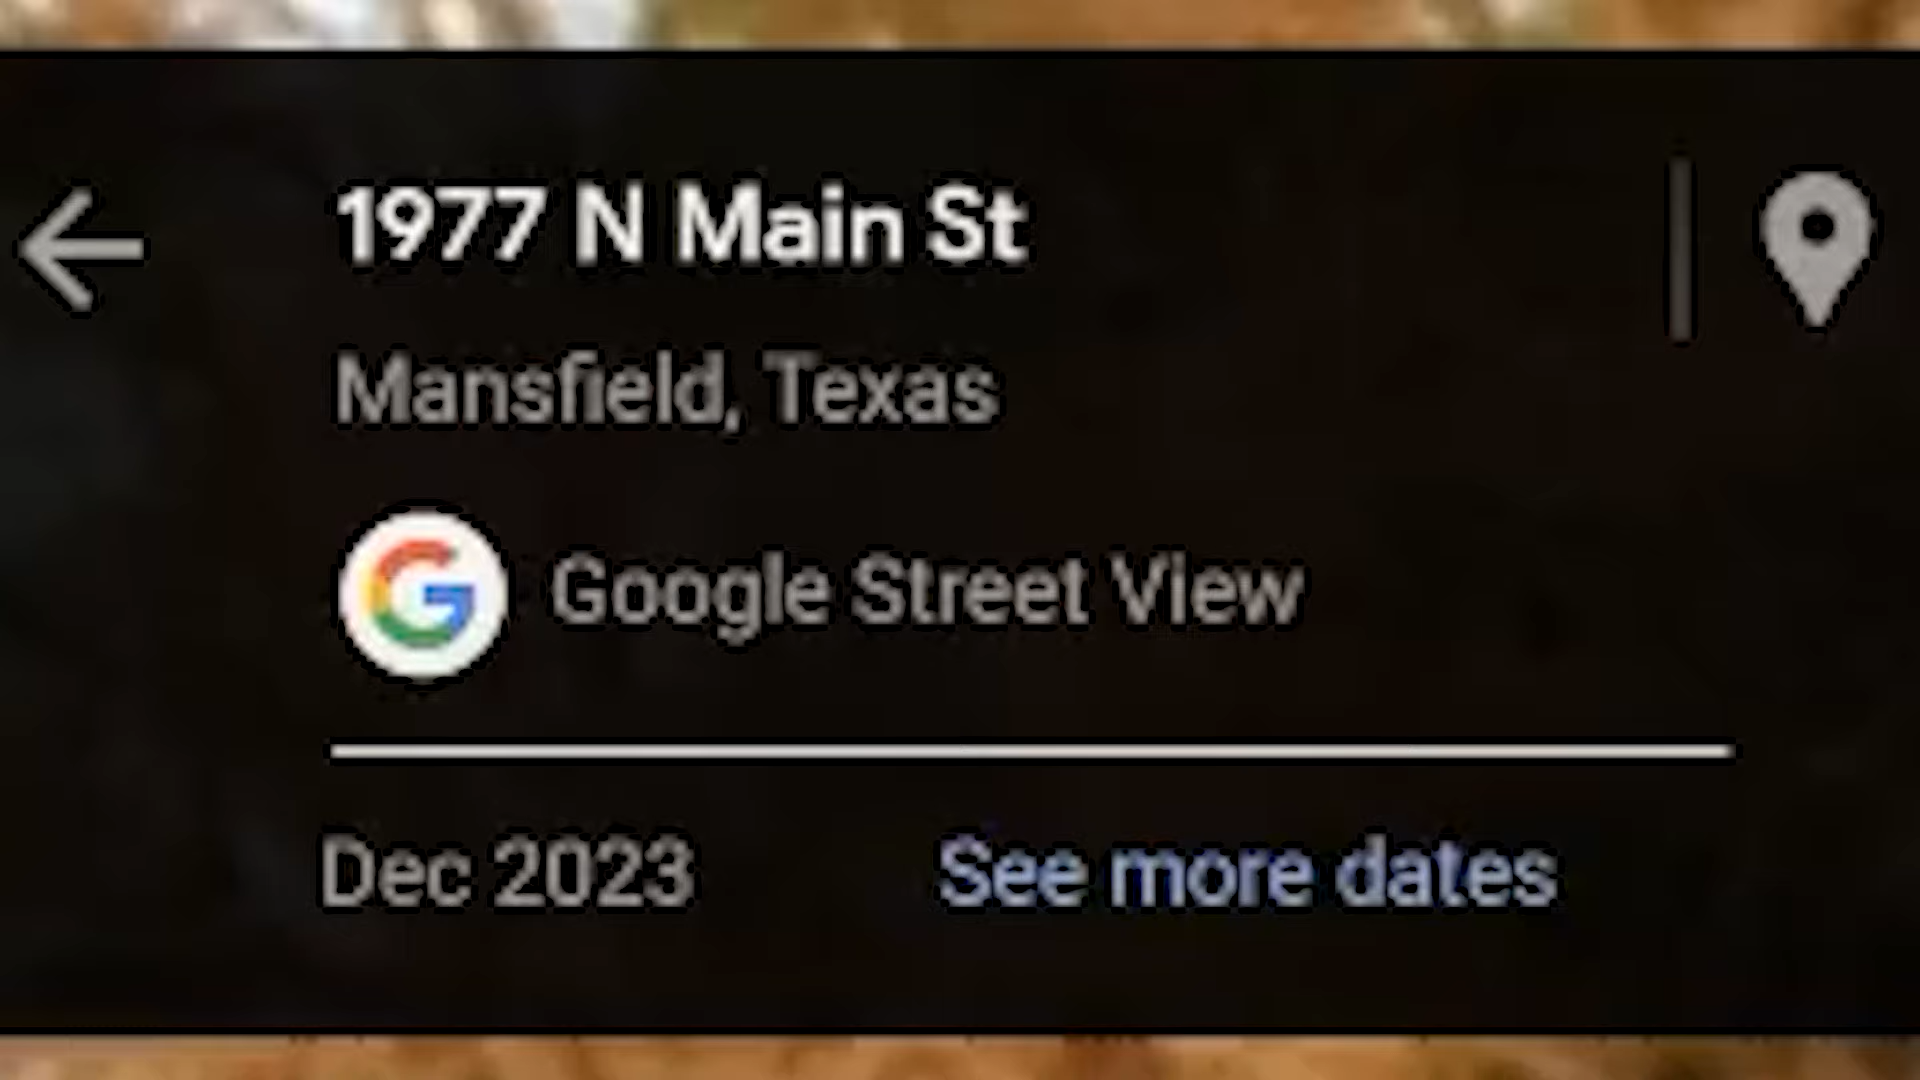 1977 N Main St
Mansfield, Texas
Google Street View
Dec 2023 See more dates